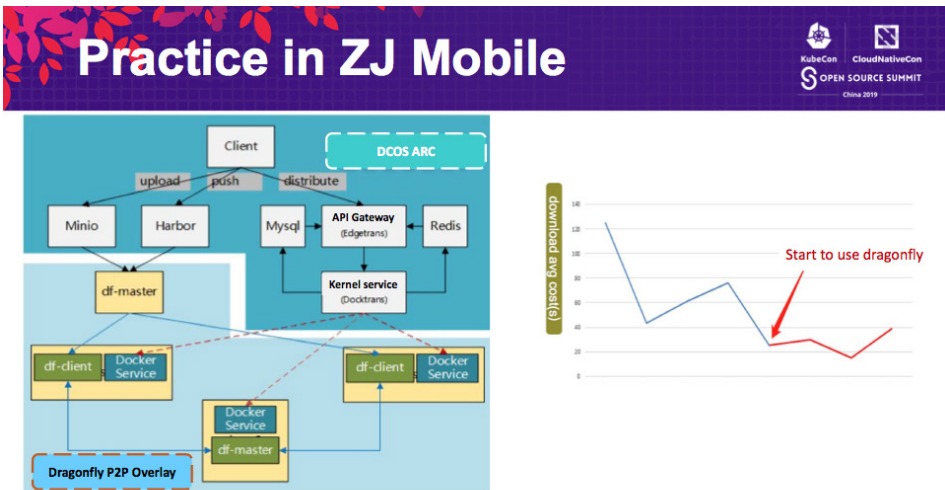 Practice in ZJ Mobile
KubeCon
CloudNativeCon
OPEN SOURCE SUMMIT
China 2019
Client
DCOS ARC
upload
push
distribute
Minio
Harbor
Mysql
API Gateway
(Edgetrans)
Redis
df-master
Kernel service
(Docktrans)
df-client
Docker
Service
df-client
Docker
Service
Docker
Service
df-master
Dragonfly P2P Overlay
download avg cost(s)
140
120
100
80
60
40
20
0
Start to use dragonfly